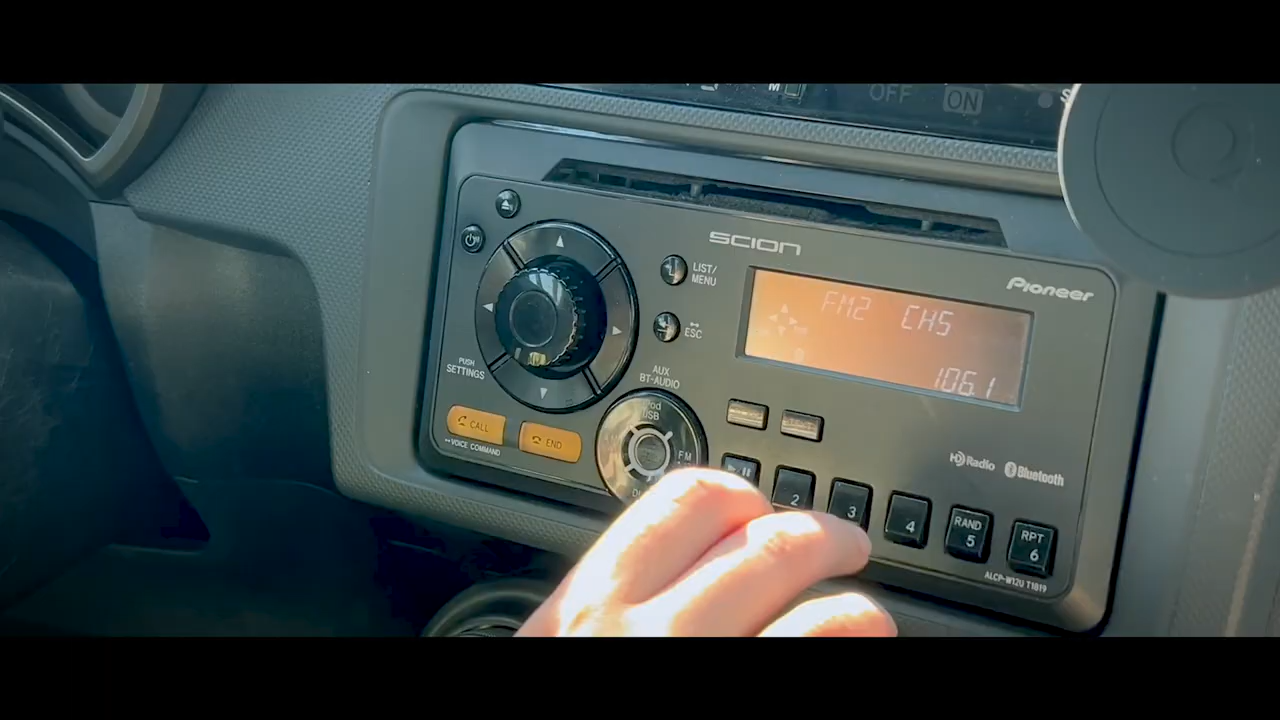 M OFF ON
SCION
Pioneer
LIST/
MENU
ESC
FM2 CH5
106.1
PUSH
SETTINGS
AUX
BT-AUDIO
iPod
USB
FM
CALL
END
VOICE COMMAND
HD Radio Bluetooth
2
3
4
RAND
5
RPT
6
ALCP-W12U T1819